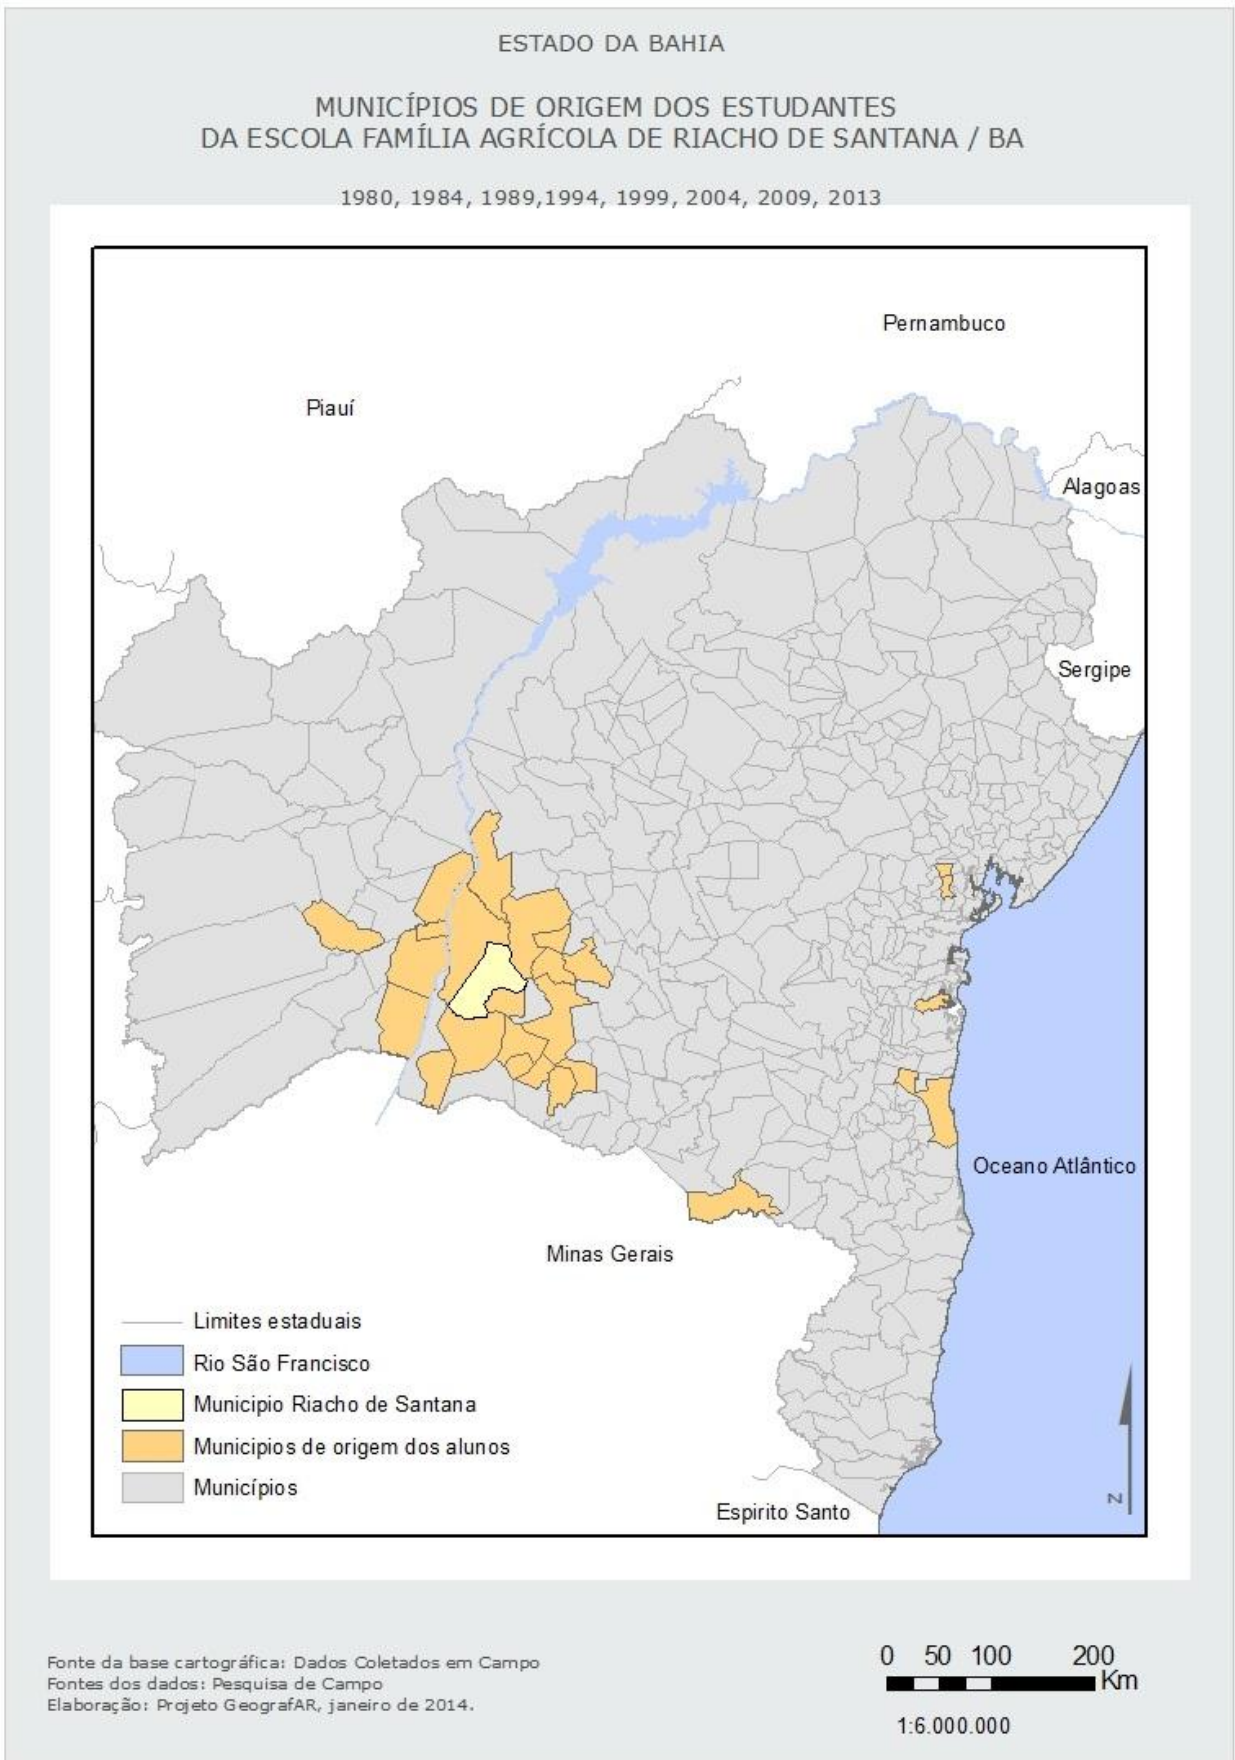 ESTADO DA BAHIA
MUNICÍPIOS DE ORIGEM DOS ESTUDANTES
DA ESCOLA FAMÍLIA AGRÍCOLA DE RIACHO DE SANTANA / BA
1980, 1984, 1989,1994, 1999, 2004, 2009, 2013
Pernambuco
Piauí
Alagoas
Sergipe
Oceano Atlântico
Minas Gerais
Limites estaduais
Rio São Francisco
Municipio Riacho de Santana
Municipios de origem dos alunos
Municípios
Espirito Santo
N
Fonte da base cartográfica: Dados Coletados em Campo
Fontes dos dados: Pesquisa de Campo
Elaboração: Projeto GeografAR, janeiro de 2014.
0 50 100 200
Km
1:6.000.000